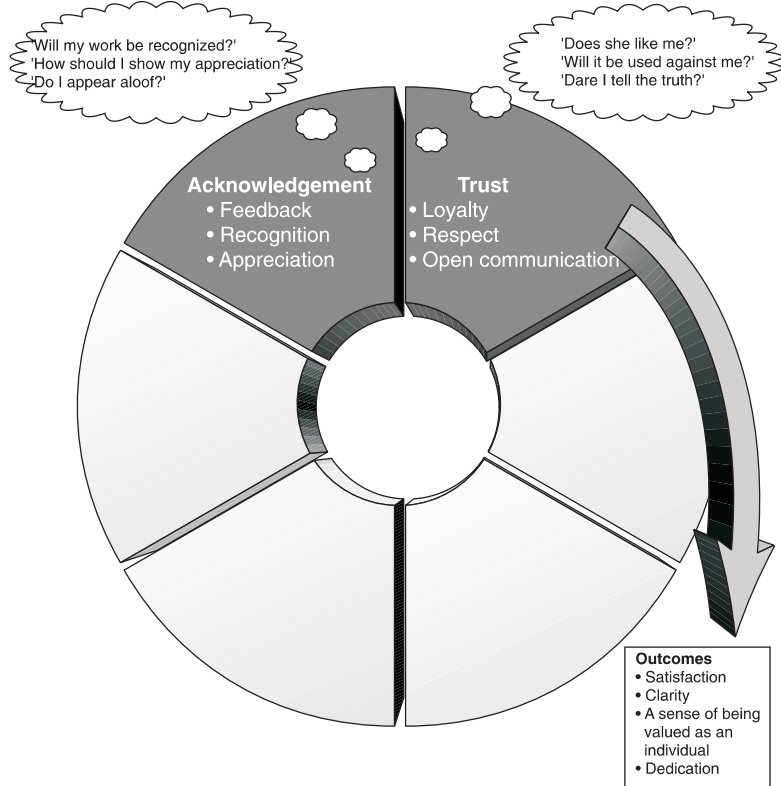 'Will my work be recognized?'
'How should I show my appreciation?'
'Do I appear aloof?'
'Does she like me?'
'Will it be used against me?'
'Dare I tell the truth?'
Acknowledgement
• Feedback
• Recognition
• Appreciation
Trust
• Loyalty
• Respect
• Open communication
Outcomes
• Satisfaction
• Clarity
• A sense of being
valued as an
individual
• Dedication